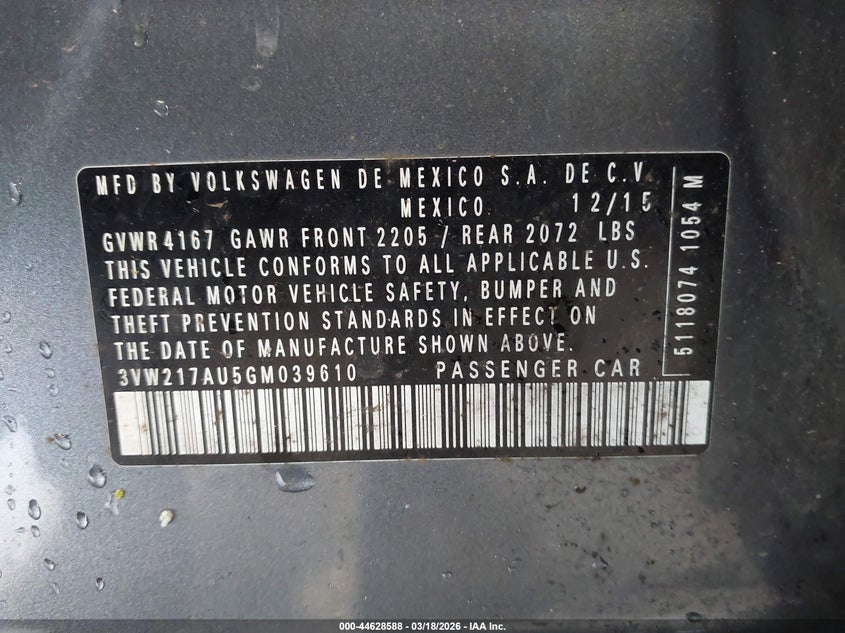 MFD BY VOLKSWAGEN DE MEXICO S.A. DE C.V.
MEXICO 12/15
GVWR 4167 GAWR FRONT 2205 / REAR 2072 LBS
THIS VEHICLE CONFORMS TO ALL APPLICABLE U.S.
FEDERAL MOTOR VEHICLE SAFETY, BUMPER AND
THEFT PREVENTION STANDARDS IN EFFECT ON
THE DATE OF MANUFACTURE SHOWN ABOVE.
3VW217AU5GM039610 PASSENGER CAR
5118074 1054 M
000-44628588 - 03/18/2026 - IAA Inc.